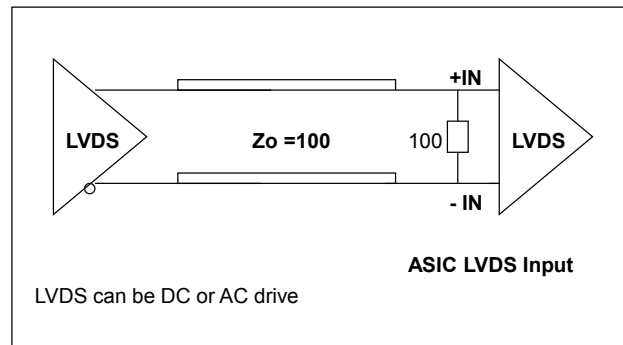 +IN
LVDS Zo =100 100 LVDS
- IN
ASIC LVDS Input
LVDS can be DC or AC drive